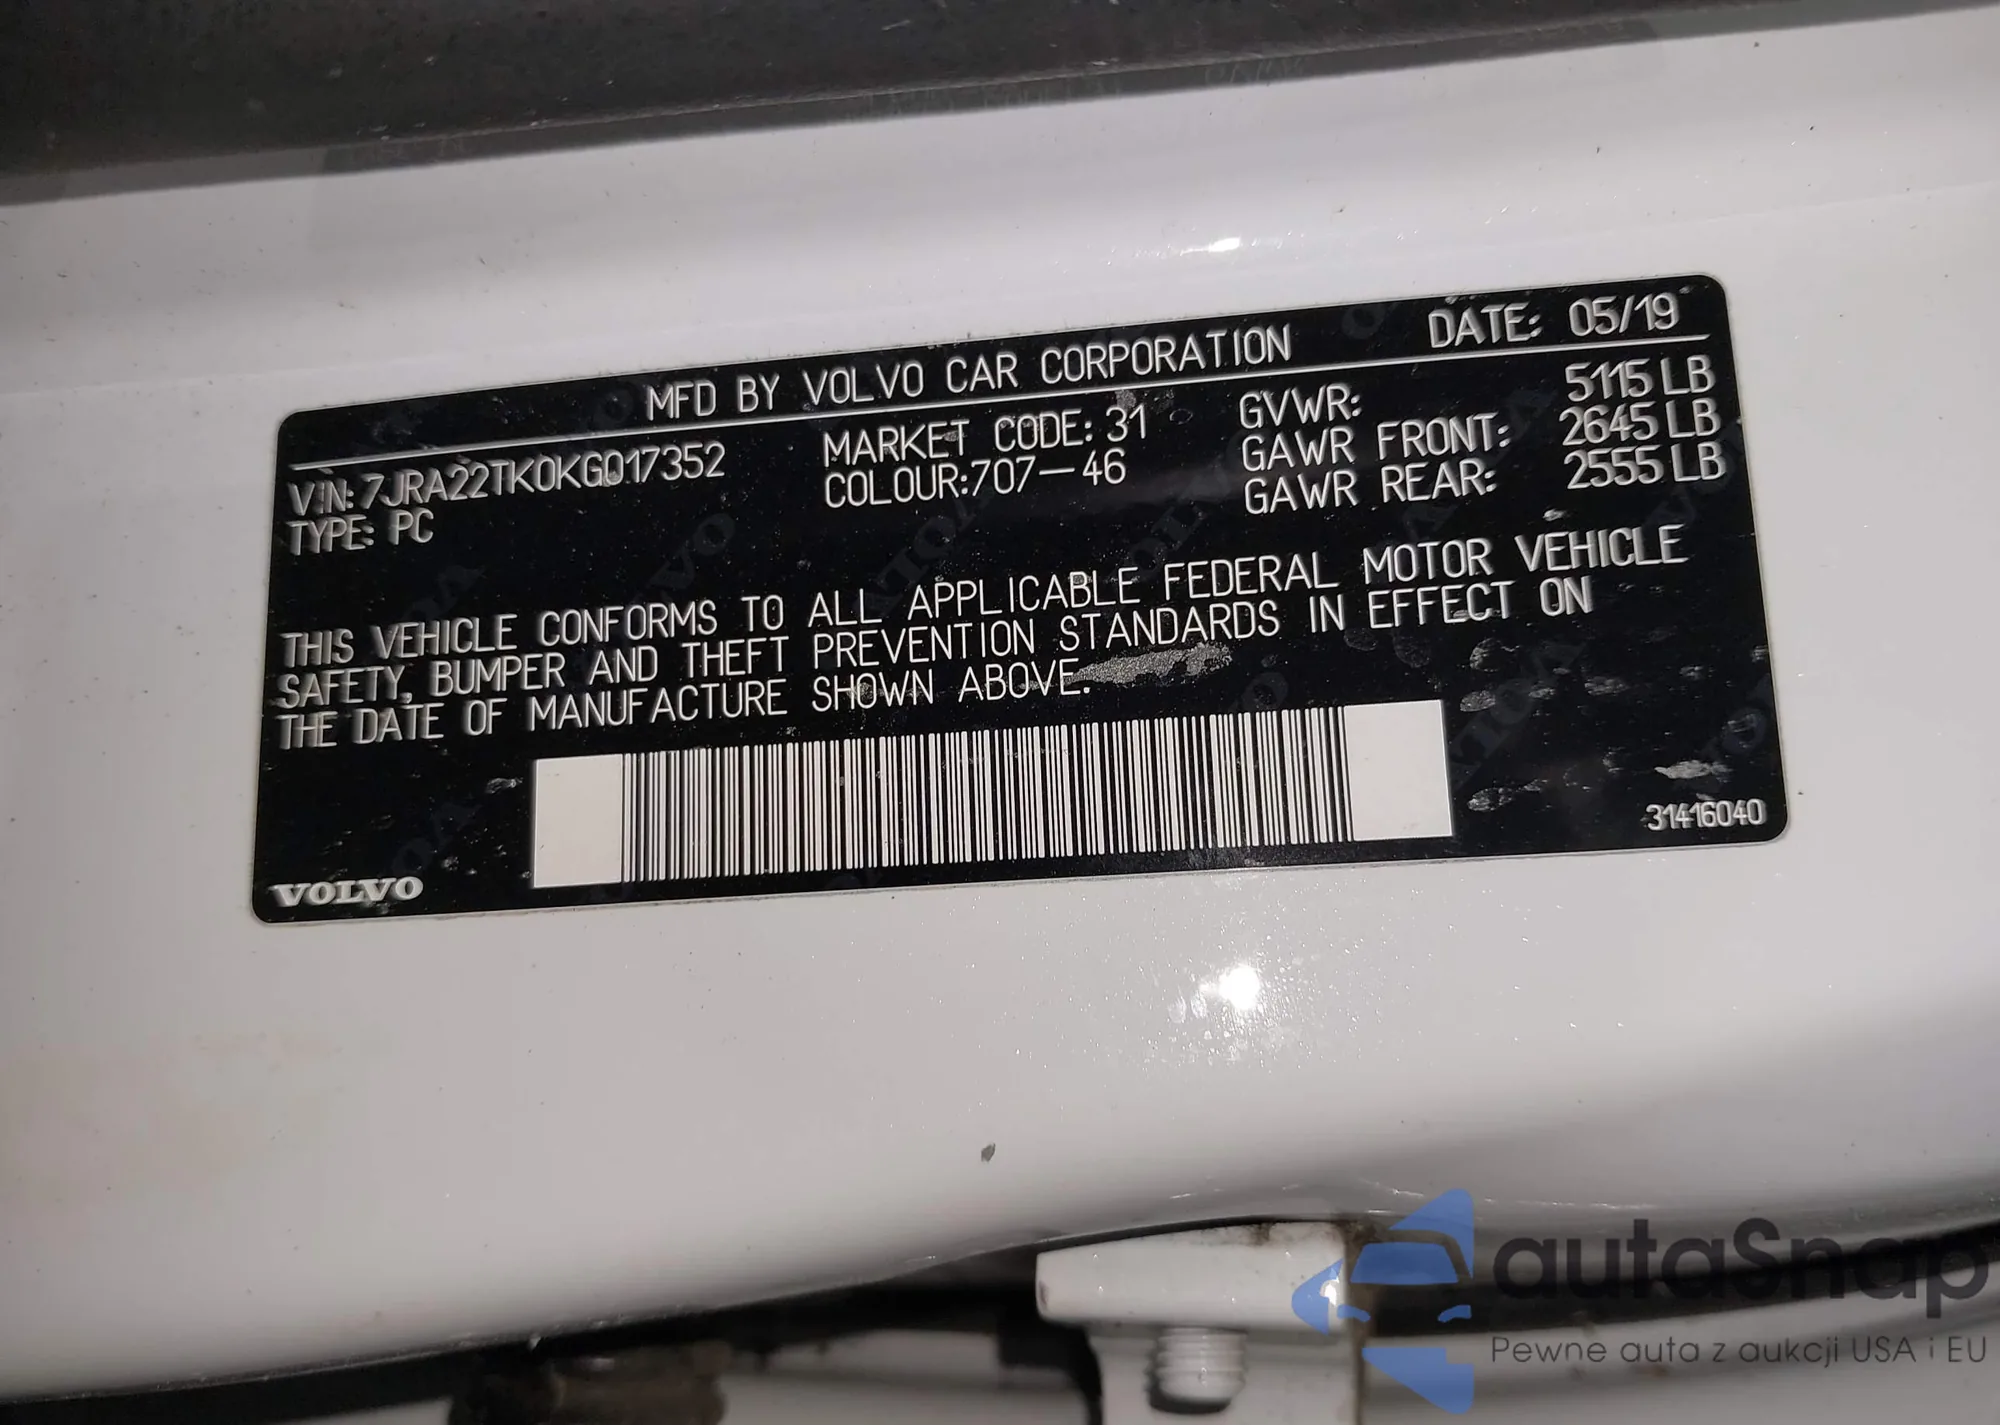 MFD BY VOLVO CAR CORPORATION DATE: 05/19
VIN: 7JRA22TK0KG017352 MARKET CODE: 31 GVWR: 5115 LB
TYPE: PC COLOUR:707-46 GAWR FRONT: 2645 LB
GAWR REAR: 2555 LB
THIS VEHICLE CONFORMS TO ALL APPLICABLE FEDERAL MOTOR VEHICLE
SAFETY, BUMPER AND THEFT PREVENTION STANDARDS IN EFFECT ON
THE DATE OF MANUFACTURE SHOWN ABOVE.
31416040
VOLVO
autaSnap
Pewne auta z aukcji USA i EU